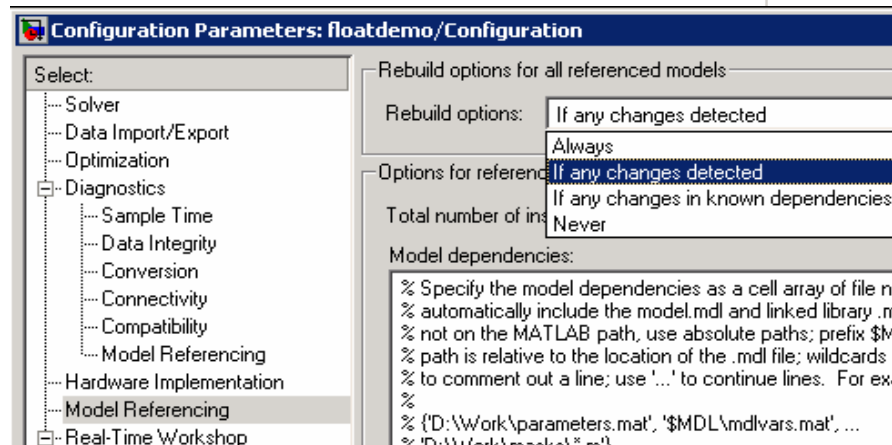 Configuration Parameters: floatdemo/Configuration
Select:
Solver
Data Import/Export
Optimization
Diagnostics
Sample Time
Data Integrity
Conversion
Connectivity
Compatibility
Model Referencing
Hardware Implementation
Model Referencing
Real-Time Workshop
Rebuild options for all referenced models
Rebuild options: If any changes detected
Always
If any changes detected
If any changes in known dependencies
Never
Options for referenc
Total number of ins
Model dependencies:
% Specify the model dependencies as a cell array of file n
% automatically include the model.mdl and linked library .m
% not on the MATLAB path, use absolute paths; prefix $M
% path is relative to the location of the .mdl file; wildcards
% to comment out a line; use '...' to continue lines. For exa
%
% {'D:\Work\parameters.mat', '$MDL\mdlvars.mat', ...